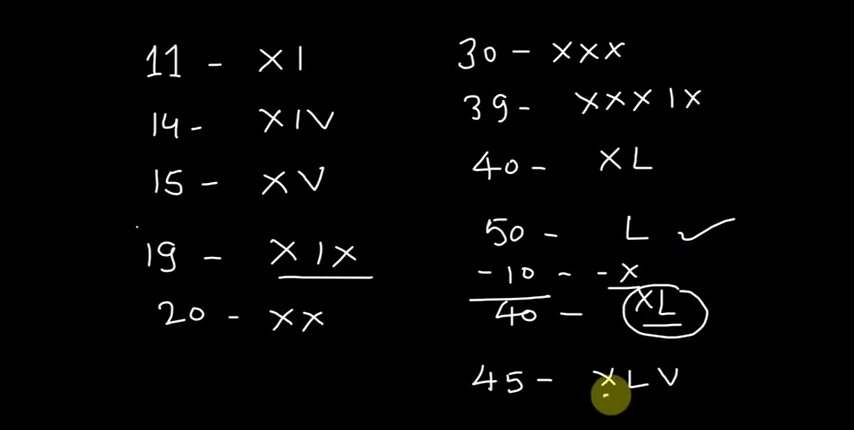 11 - XI
14 - XIV
15 - XV
19 - XIX
20 - XX
30 - XXX
39 - XXXIX
40 - XL
50 - L ✓
-10 - -X
40 - XL
45 - XLV